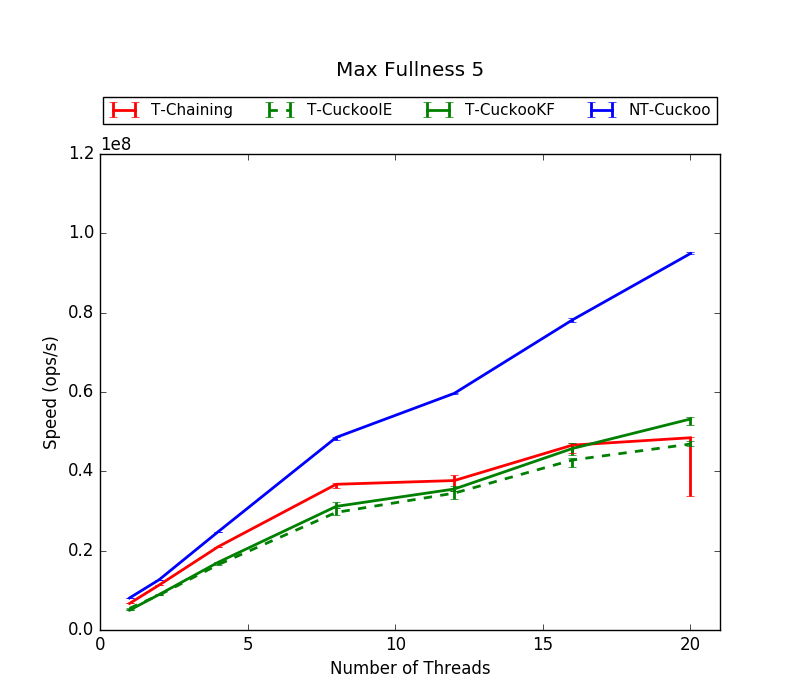 Max Fullness 5
T-Chaining T-CuckooIE T-CuckooKF NT-Cuckoo
1e8
1.2
1.0
0.8
0.6
0.4
0.2
0.0
Speed (ops/s)
0 5 10 15 20
Number of Threads